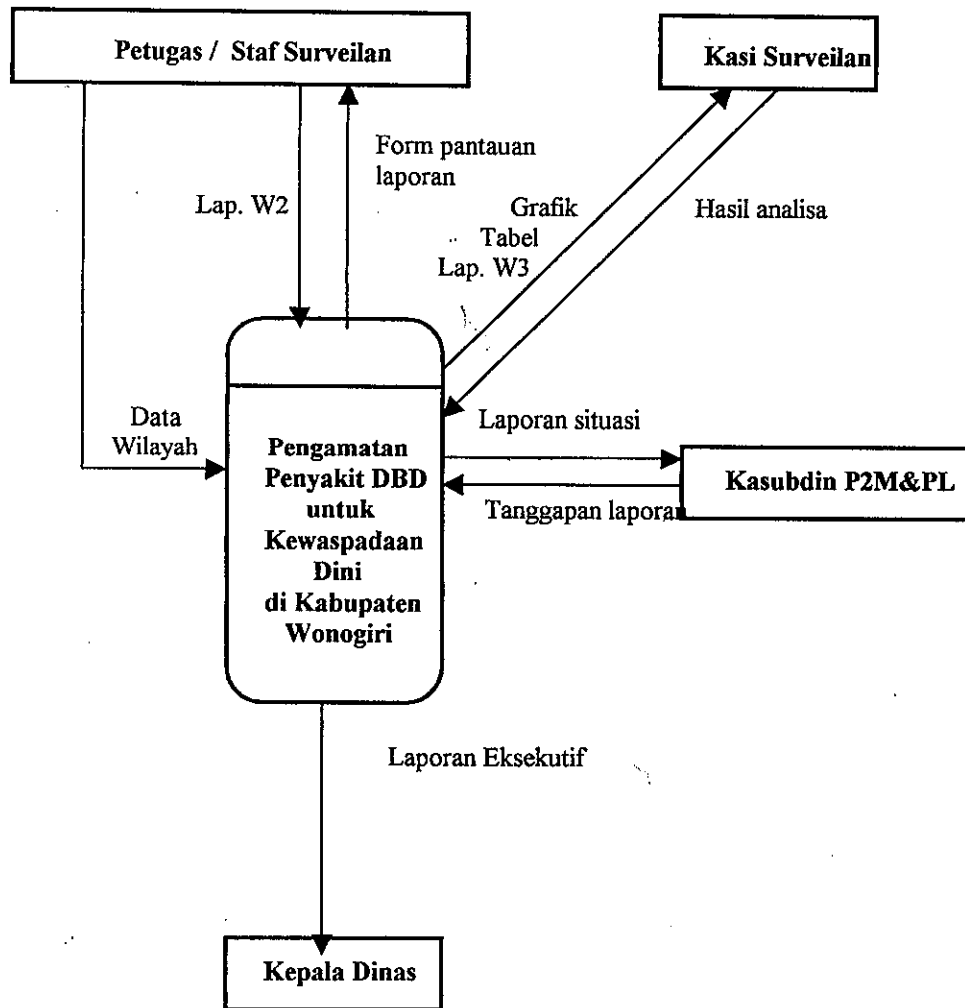 Petugas / Staf Surveilan
Kasi Surveilan
Form pantauan
laporan
Lap. W2
Grafik
Tabel
Lap. W3
Hasil analisa
Data
Wilayah
Pengamatan
Penyakit DBD
untuk
Kewaspadaan
Dini
di Kabupaten
Wonogiri
Laporan situasi
Kasubdin P2M&PL
Tanggapan laporan
Laporan Eksekutif
Kepala Dinas